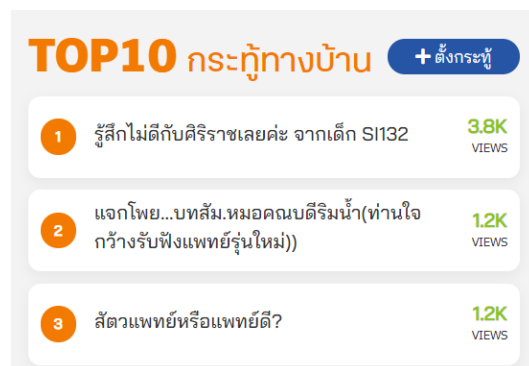 TOP10 กระทู้ทางบ้าน
+ ตั้งกระทู้
1
รู้สึกไม่ดีกับศิริราชเลยค่ะ จากเด็ก SI132
3.8K
VIEWS
2
แจกโพย...บทสัม.หมอคณบดีริมน้ำ(ท่านใจ
กว้างรับฟังแพทย์รุ่นใหม่))
1.2K
VIEWS
3
สัตวแพทย์หรือแพทย์ดี?
1.2K
VIEWS